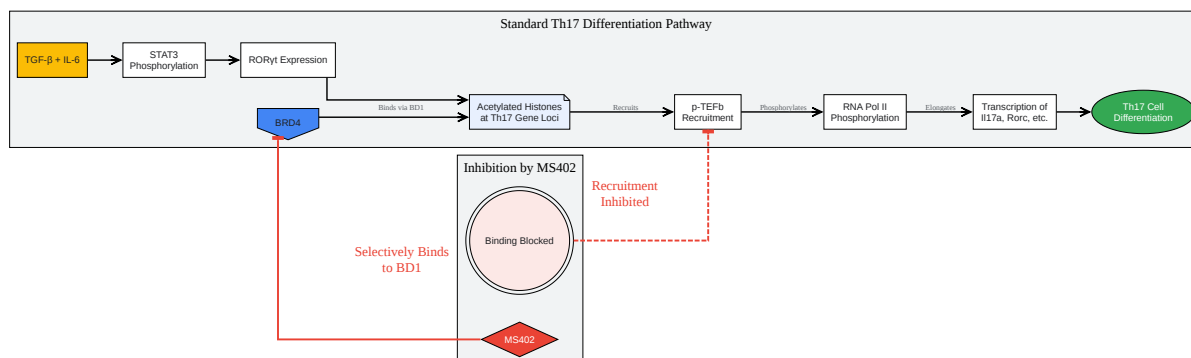 Standard Th17 Differentiation Pathway
TGF-β + IL-6
STAT3
Phosphorylation
RORγt Expression
BRD4
Binds via BD1
Acetylated Histones
at Th17 Gene Loci
Recruits
p-TEFb
Recruitment
Phosphorylates
RNA Pol II
Phosphorylation
Elongates
Transcription of
Il17a, Rorc, etc.
Th17 Cell
Differentiation
Inhibition by MS402
Binding Blocked
Recruitment
Inhibited
Selectively Binds
to BD1
MS402